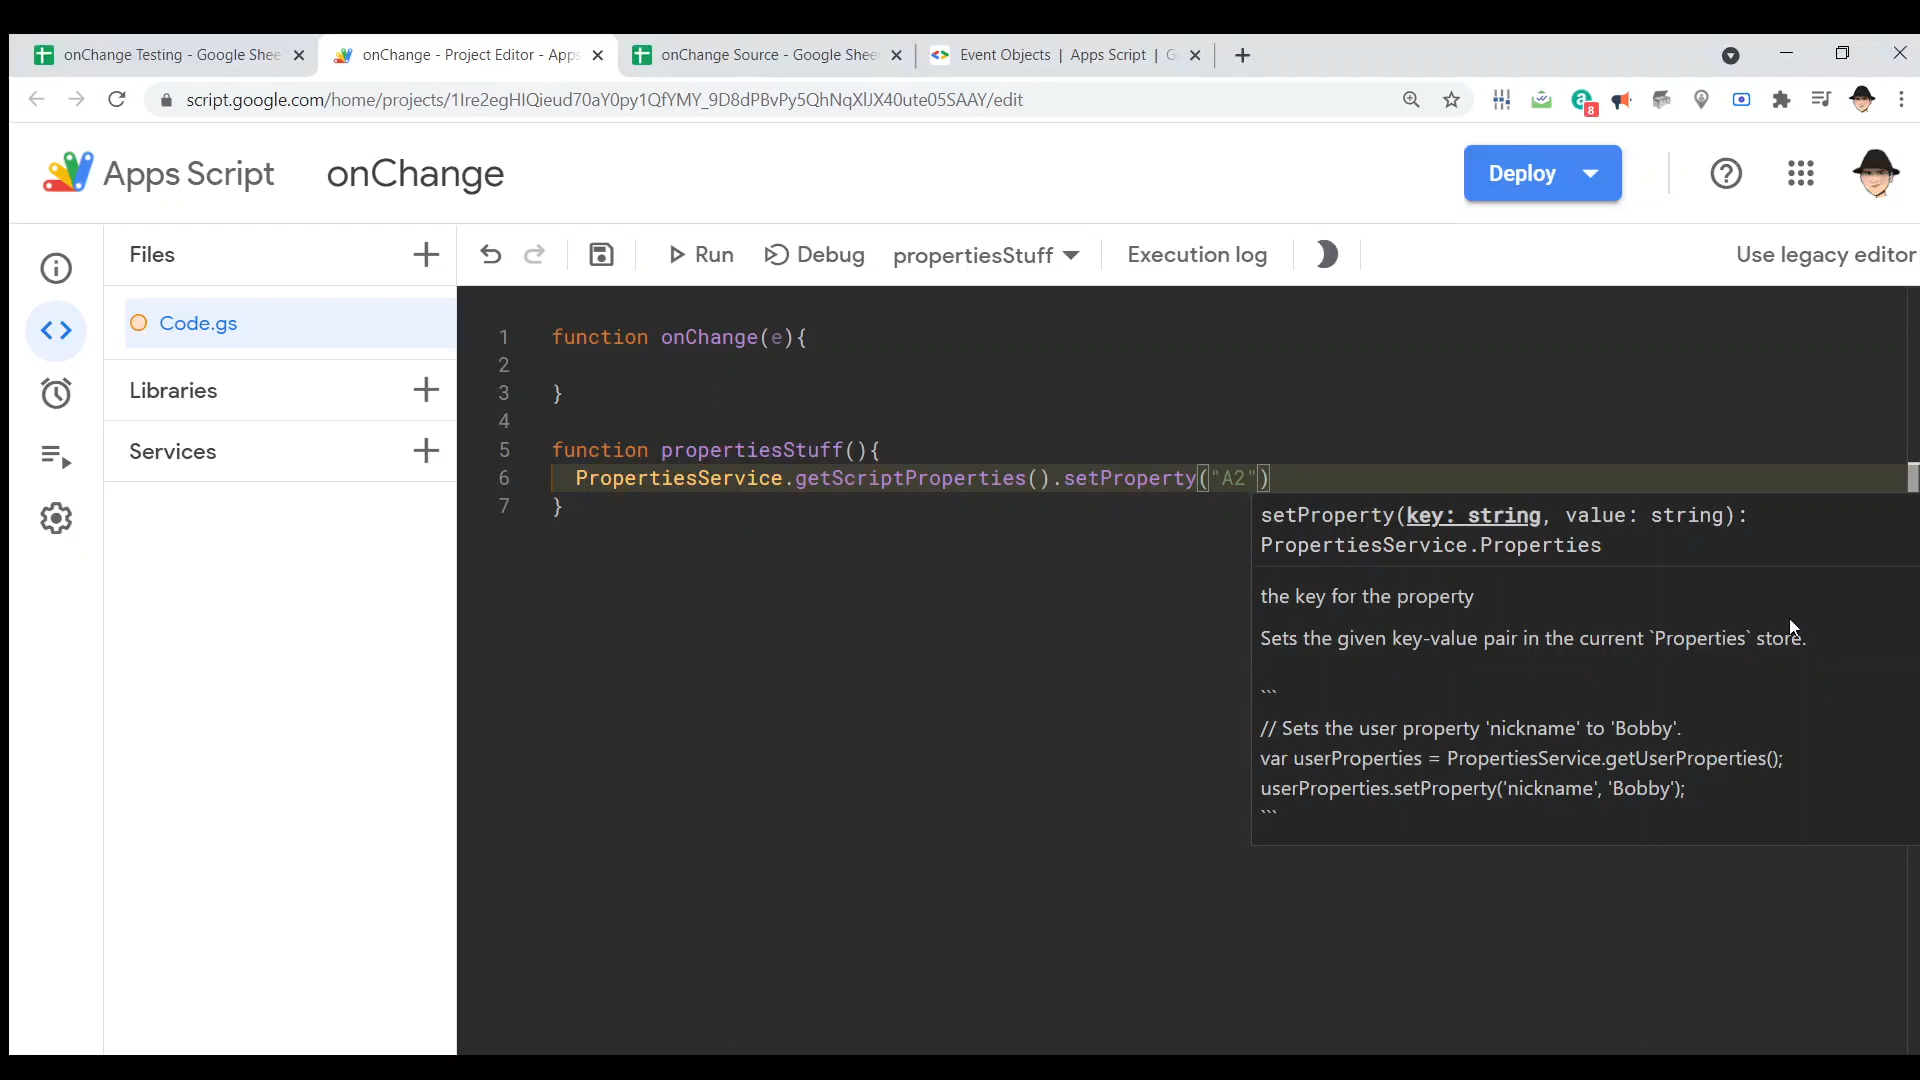 onChange Testing - Google Shee
onChange - Project Editor - Apps
onChange Source - Google Shee
Event Objects | Apps Script | G
script.google.com/home/projects/1Ire2egHIQieud70aY0py1QfYMY_9D8dPBvPy5QhNqXlJX40ute05SAAY/edit
8
Apps Script
onChange
Deploy
Files
Run
Debug
propertiesStuff
Execution log
Use legacy editor
Code.gs
Libraries
Services
1 function onChange(e){
2
3 }
4
5 function propertiesStuff(){
6 PropertiesService.getScriptProperties().setProperty("A2")
7 }
setProperty(key: string, value: string):
PropertiesService.Properties
the key for the property
Sets the given key-value pair in the current `Properties` store.
```
// Sets the user property 'nickname' to 'Bobby'.
var userProperties = PropertiesService.getUserProperties();
userProperties.setProperty('nickname', 'Bobby');
```